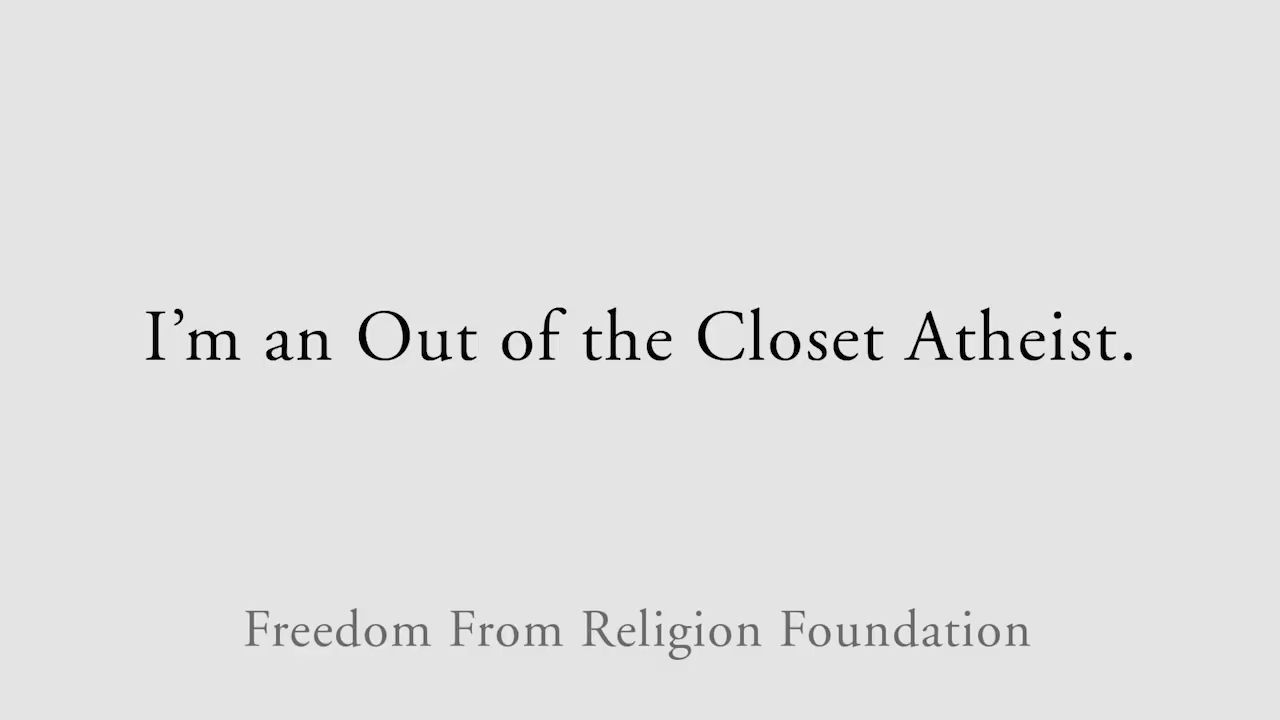 I’m an Out of the Closet Atheist.
Freedom From Religion Foundation